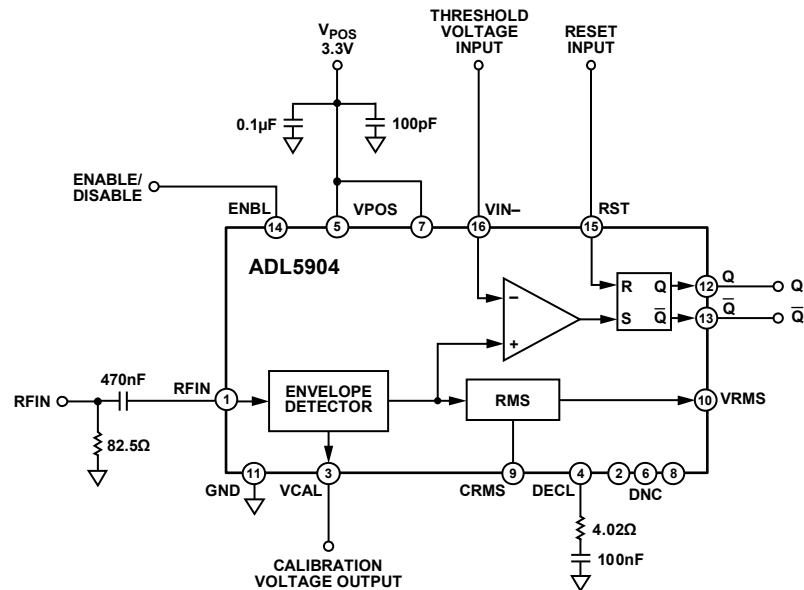 THRESHOLD
VOLTAGE
INPUT
RESET
INPUT
VPOS
3.3V
0.1µF
100pF
ENABLE/
DISABLE
ENBL
VPOS
VIN–
RST
14
5
7
16
15
ADL5904
R
Q
S
Q̅
–
+
12
Q
Q
13
Q̅
Q̅
470nF
RFIN
RFIN
1
82.5Ω
ENVELOPE
DETECTOR
RMS
10
VRMS
11
3
9
4
2
6
8
GND
VCAL
CRMS
DECL
DNC
4.02Ω
100nF
CALIBRATION
VOLTAGE OUTPUT